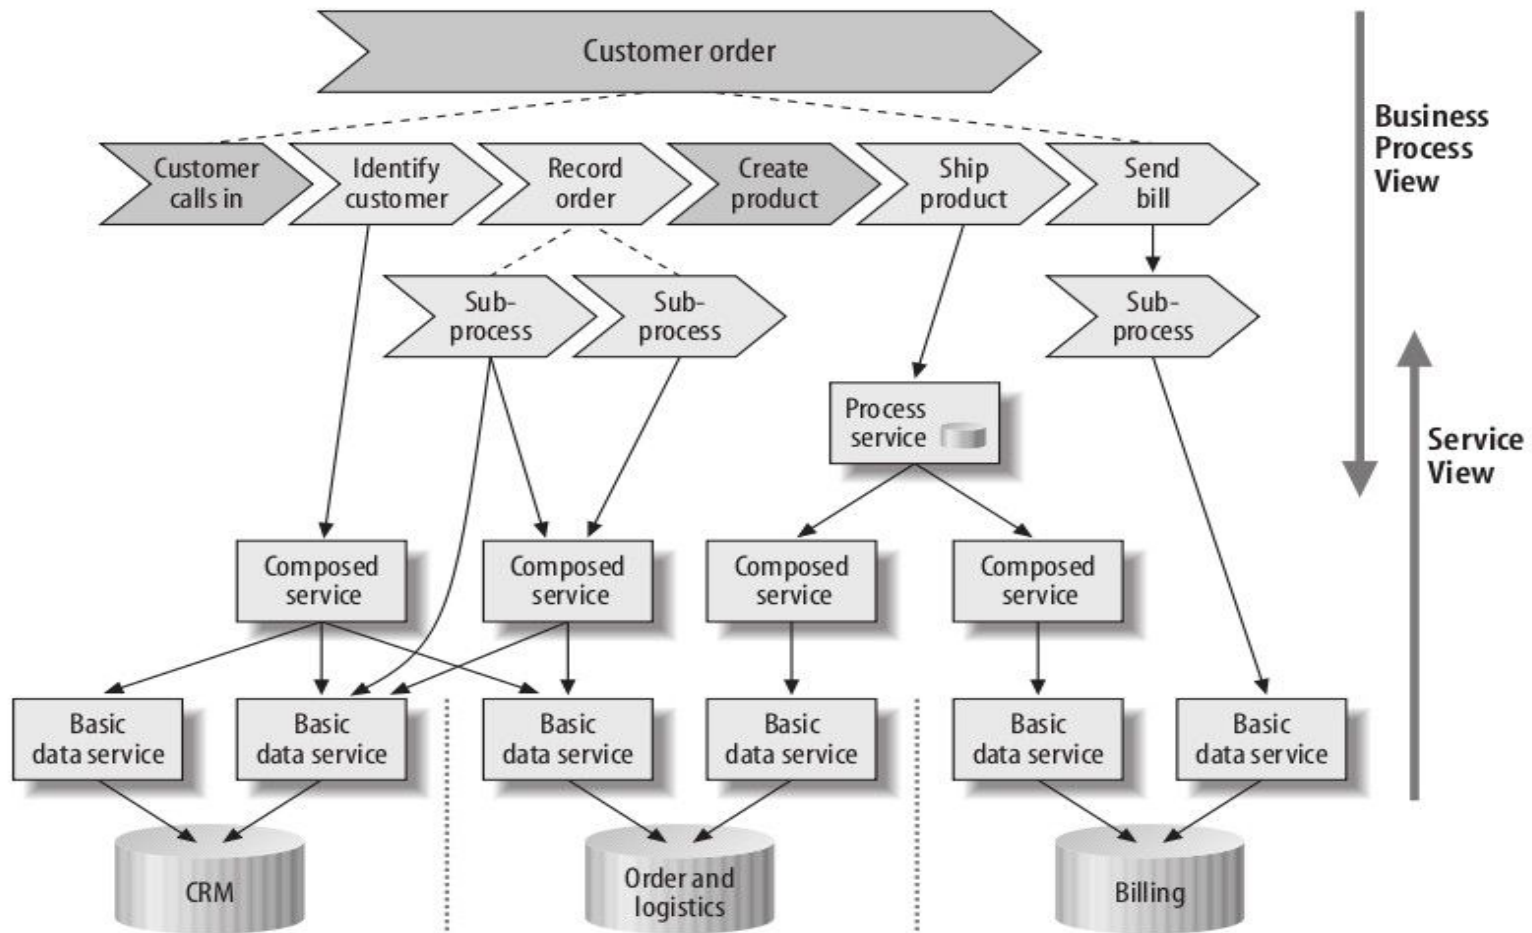 Customer order
Business
Process
View
Customer
calls in
Identify
customer
Record
order
Create
product
Ship
product
Send
bill
Sub-
process
Sub-
process
Sub-
process
Process
service
Service
View
Composed
service
Composed
service
Composed
service
Composed
service
Basic
data service
Basic
data service
Basic
data service
Basic
data service
Basic
data service
Basic
data service
CRM
Order and
logistics
Billing